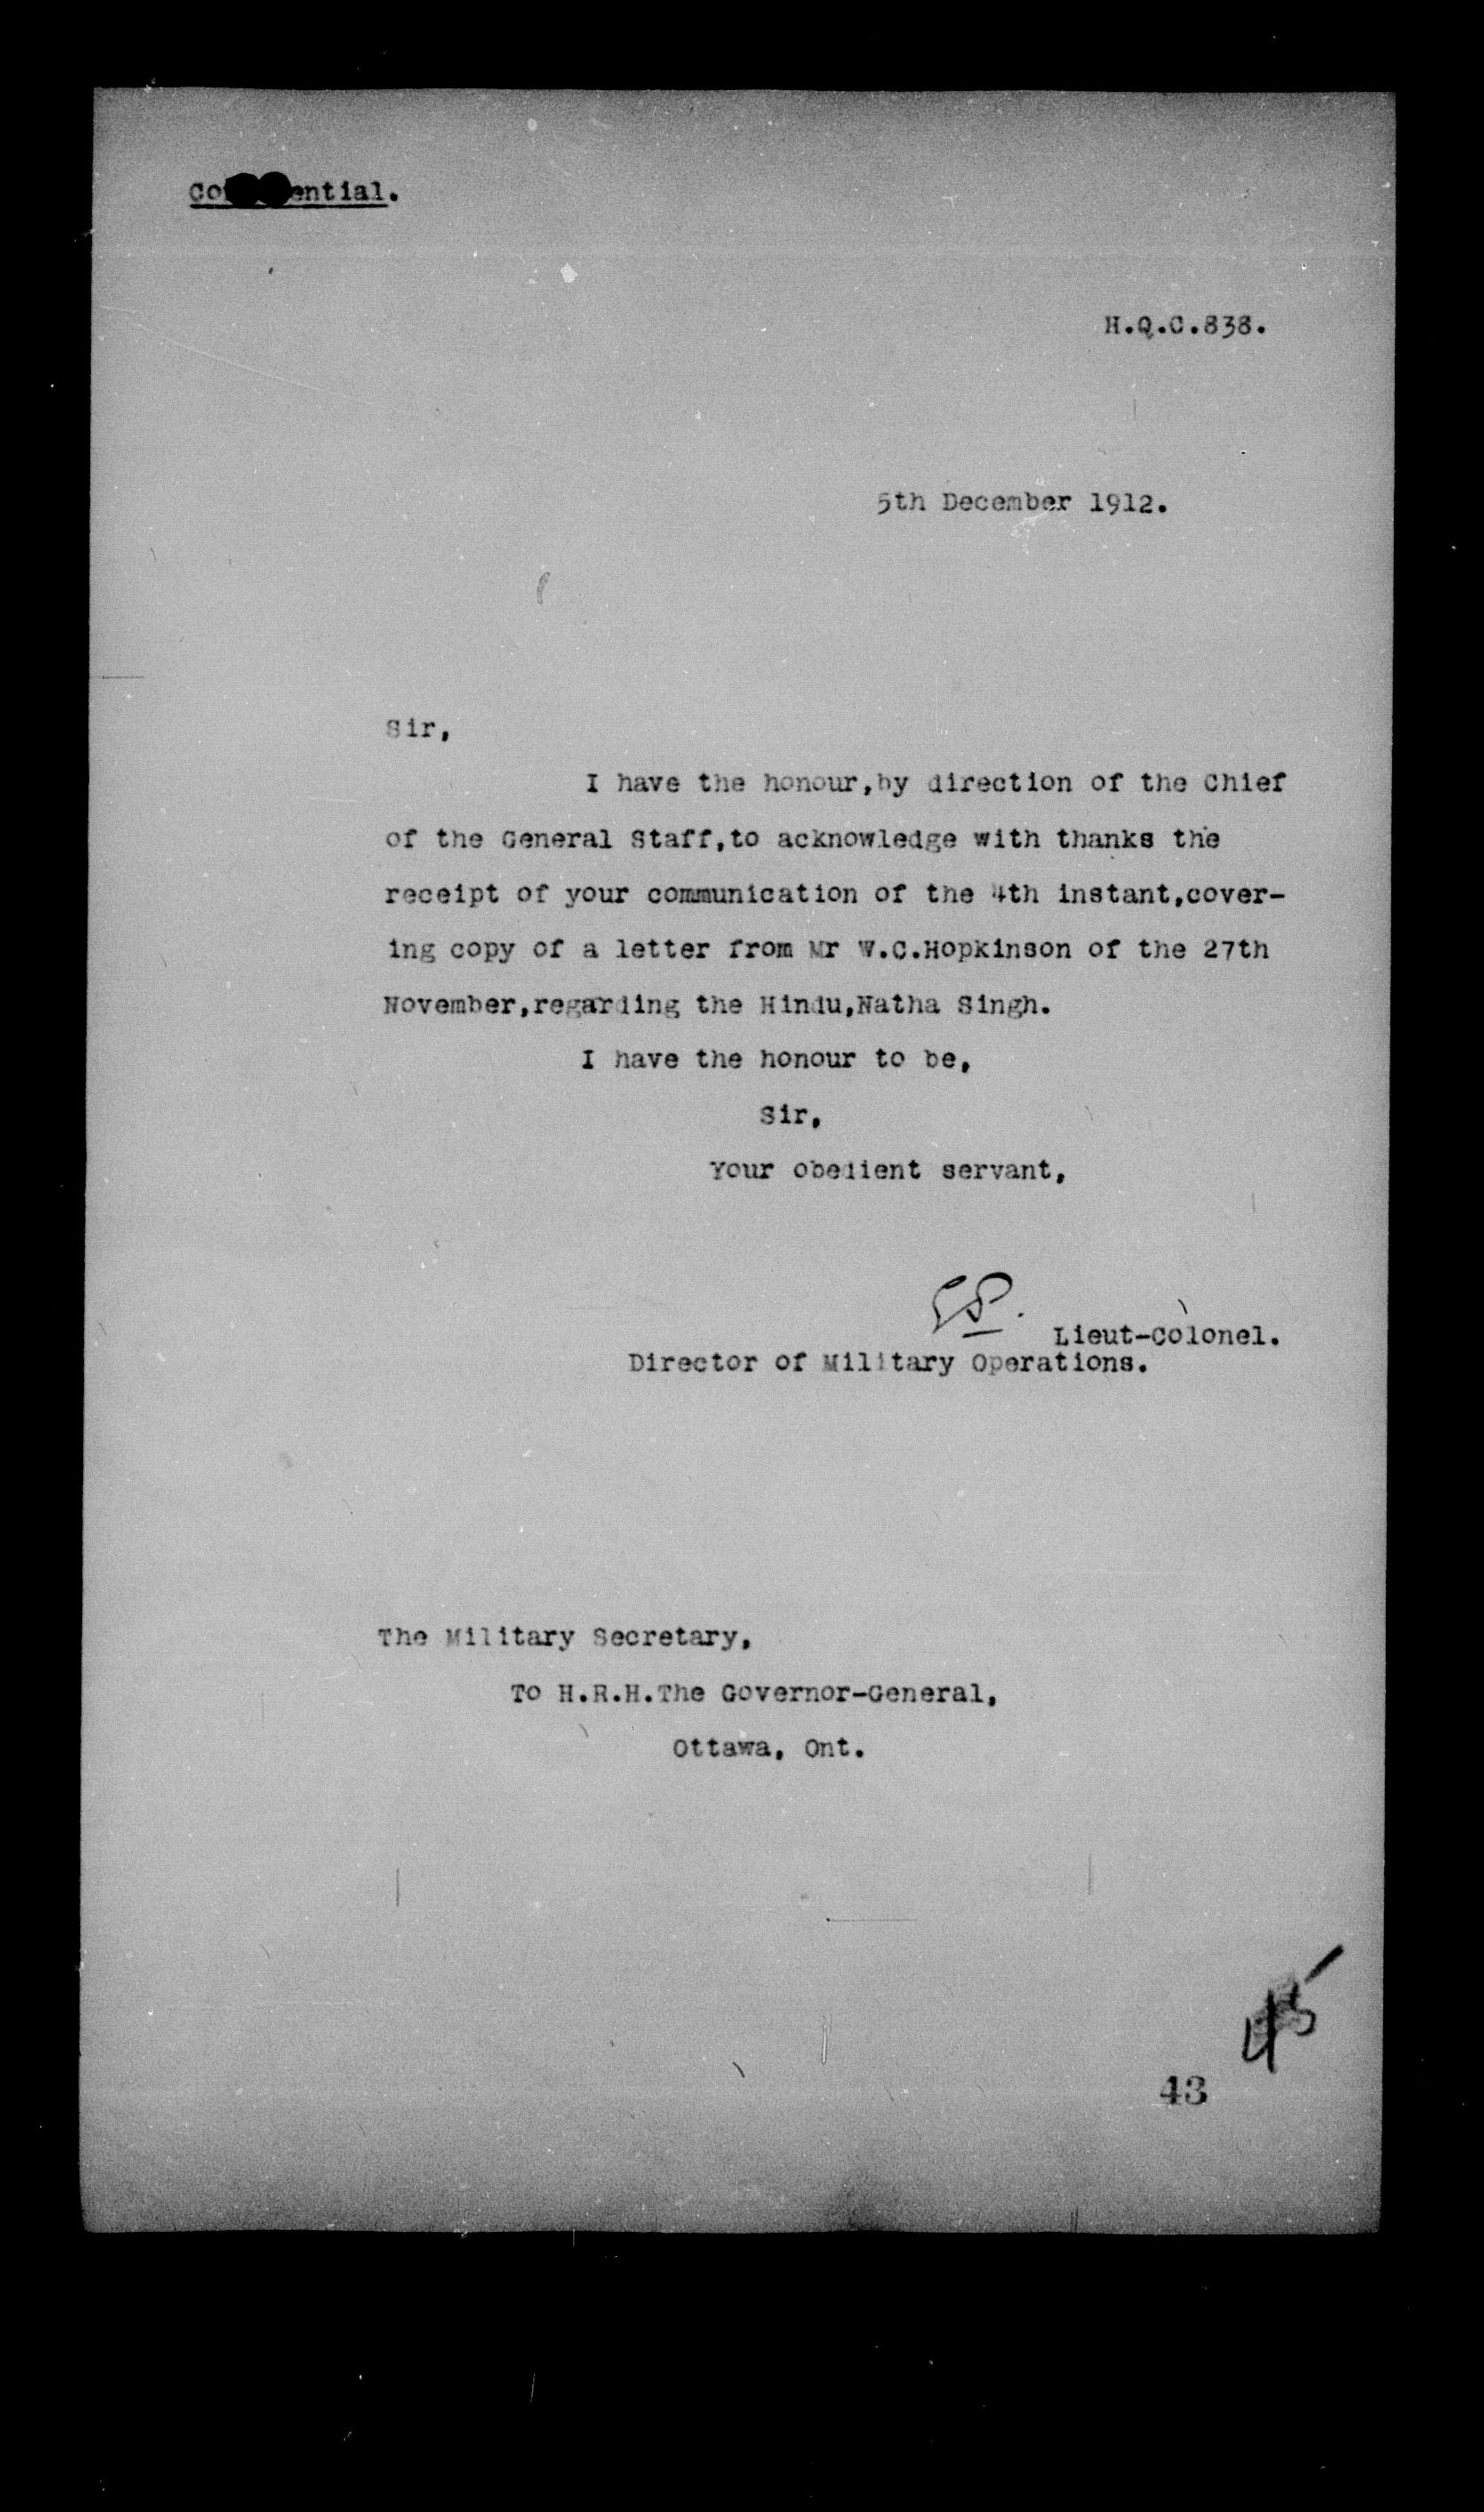 Confidential.
H.Q.C.838.
5th December 1912.
Sir,
I have the honour,by direction of the Chief
of the General Staff,to acknowledge with thanks the
receipt of your communication of the 4th instant,cover-
ing copy of a letter from Mr W.C.Hopkinson of the 27th
November,regarding the Hindu,Natha Singh.
I have the honour to be,
Sir,
Your obedient servant,
Lieut-Colonel.
Director of Military Operations.
The Military Secretary,
To H.R.H.The Governor-General,
Ottawa, Ont.
43